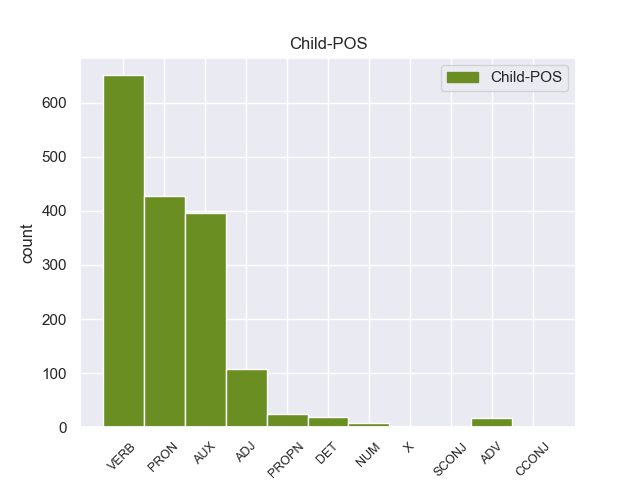 Child-POS
Child-POS
count
600
500
400
300
200
100
0
VERB
PRON
AUX
ADJ
PROPN
DET
NUM
X
SCONJ
ADV
CCONJ